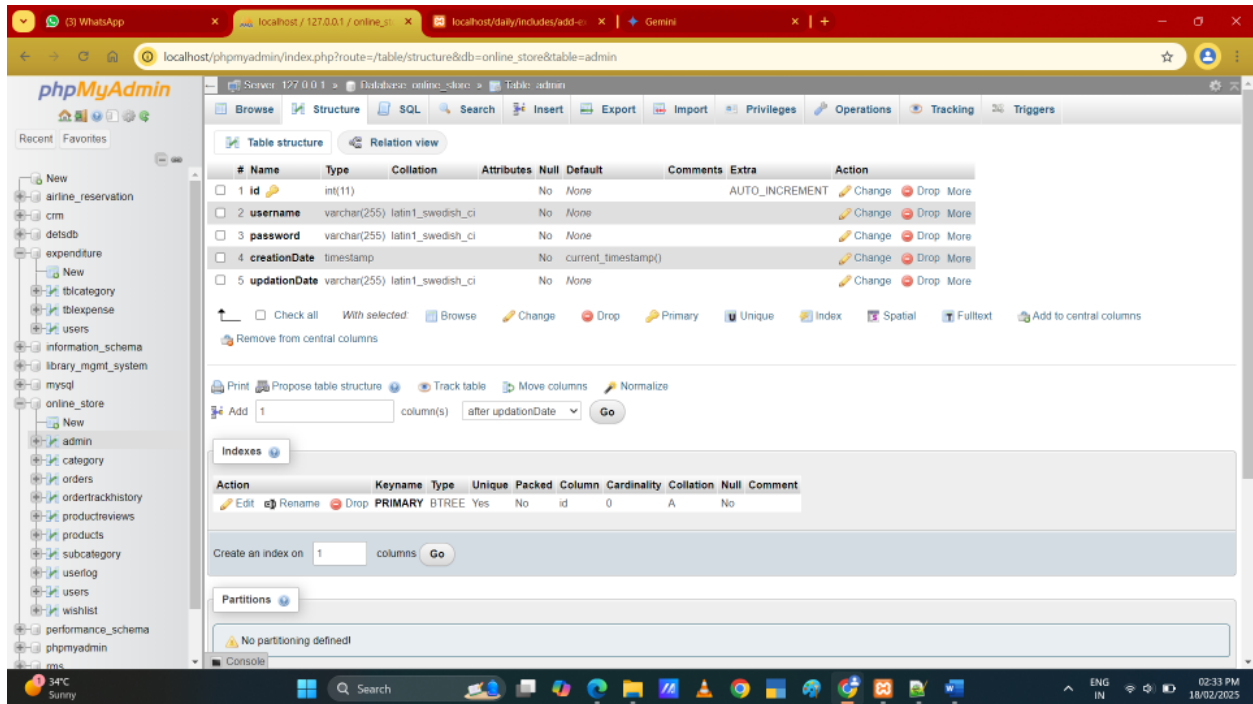 (3) WhatsApp
localhost / 127.0.0.1 / online_st
localhost/daily/includes/add-e
Gemini
localhost/phpmyadmin/index.php?route=/table/structure&db=online_store&table=admin
phpMyAdmin
Recent Favorites
New
airline_reservation
crm
detsdb
expenditure
New
tblcategory
tblexpense
users
information_schema
library_mgmt_system
mysql
online_store
New
admin
category
orders
ordertrackhistory
productreviews
products
subcategory
userlog
users
wishlist
performance_schema
phpmyadmin
rms
Server: 127.0.0.1 » Database: online_store » Table: admin
Browse Structure SQL Search Insert Export Import Privileges Operations Tracking Triggers
Table structure Relation view
# Name Type Collation Attributes Null Default Comments Extra Action
1 id int(11) No None AUTO_INCREMENT Change Drop More
2 username varchar(255) latin1_swedish_ci No None Change Drop More
3 password varchar(255) latin1_swedish_ci No None Change Drop More
4 creationDate timestamp No current_timestamp() Change Drop More
5 updationDate varchar(255) latin1_swedish_ci No None Change Drop More
Check all With selected: Browse Change Drop Primary Unique Index Spatial Fulltext Add to central columns
Remove from central columns
Print Propose table structure Track table Move columns Normalize
Add 1 column(s) after updationDate Go
Indexes
Action Keyname Type Unique Packed Column Cardinality Collation Null Comment
Edit Rename Drop PRIMARY BTREE Yes No id 0 A No
Create an index on 1 columns Go
Partitions
No partitioning defined!
Console
1
34°C
Sunny
Search
ENG
IN
02:33 PM
18/02/2025